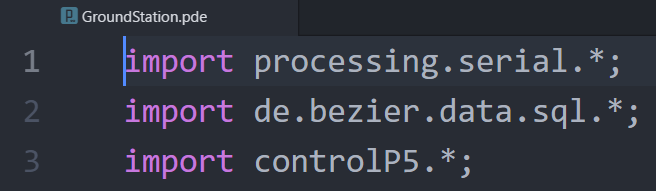 GroundStation.pde
1 import processing.serial.*;
2 import de.bezier.data.sql.*;
3 import controlP5.*;